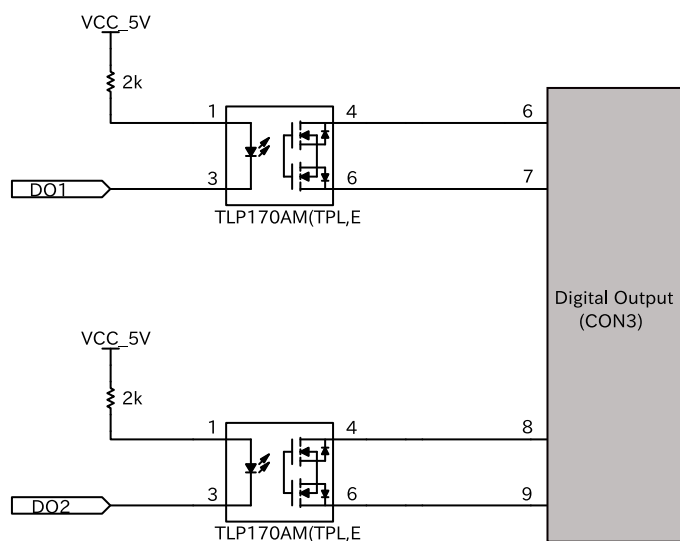 VCC_5V
2k
1
4
6
3
6
7
DO1
TLP170AM(TPL,E
Digital Output
(CON3)
VCC_5V
2k
1
4
8
3
6
9
DO2
TLP170AM(TPL,E